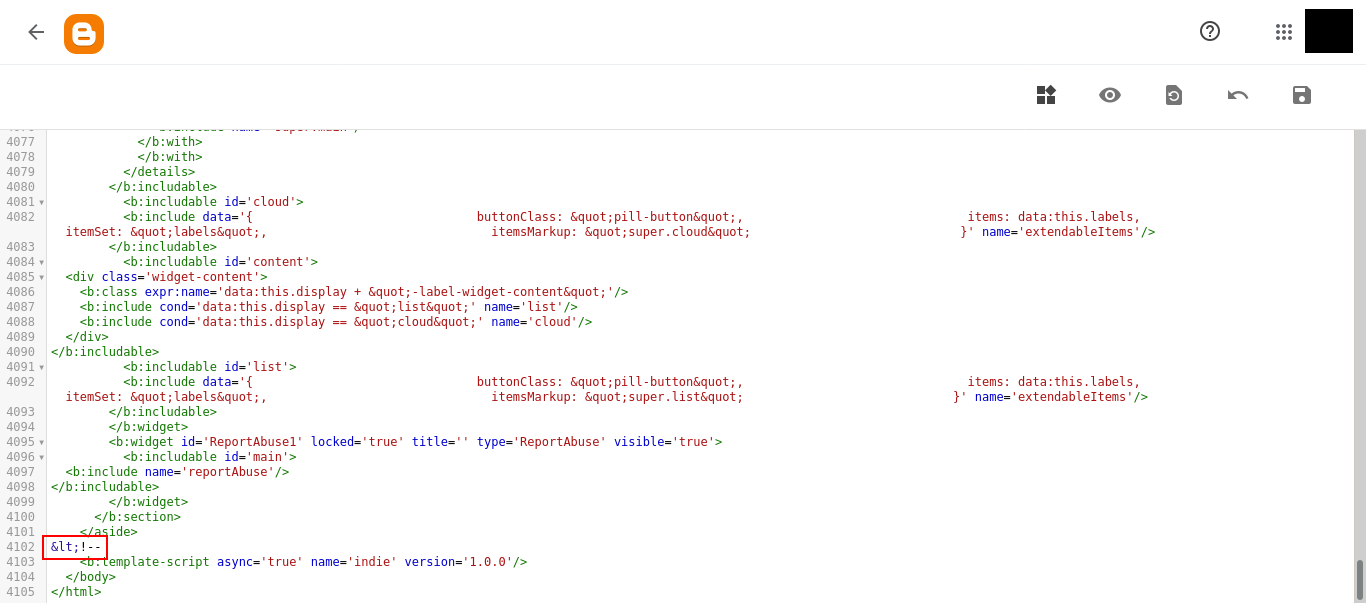 4077            </b:with>
4078            </b:with>
4079          </details>
4080        </b:includable>
4081          <b:includable id='cloud'>
4082          <b:include data='{                               buttonClass: &quot;pill-button&quot;,                               items: data:this.labels,
itemSet: &quot;labels&quot;,                               itemsMarkup: &quot;super.cloud&quot;                             }' name='extendableItems'/>
4083        </b:includable>
4084          <b:includable id='content'>
4085  <div class='widget-content'>
4086    <b:class expr:name='data:this.display + &quot;-label-widget-content&quot;'/>
4087    <b:include cond='data:this.display == &quot;list&quot;' name='list'/>
4088    <b:include cond='data:this.display == &quot;cloud&quot;' name='cloud'/>
4089  </div>
4090 </b:includable>
4091          <b:includable id='list'>
4092          <b:include data='{                               buttonClass: &quot;pill-button&quot;,                               items: data:this.labels,
itemSet: &quot;labels&quot;,                               itemsMarkup: &quot;super.list&quot;                             }' name='extendableItems'/>
4093        </b:includable>
4094        </b:widget>
4095        <b:widget id='ReportAbuse1' locked='true' title='' type='ReportAbuse' visible='true'>
4096          <b:includable id='main'>
4097  <b:include name='reportAbuse'/>
4098 </b:includable>
4099        </b:widget>
4100      </b:section>
4101    </aside>
4102 &lt;!--
4103    <b:template-script async='true' name='indie' version='1.0.0'/>
4104  </body>
4105 </html>